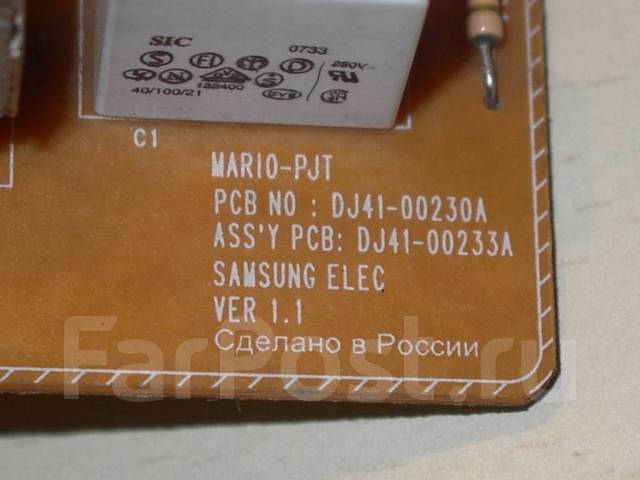 SIC
0733
250V~
132400
40/100/21
DVE
C1
MARIO-PJT
PCB NO : DJ41-00230A
ASS'Y PCB: DJ41-00233A
SAMSUNG ELEC
VER 1.1
Сделано в России
FarPost.ru